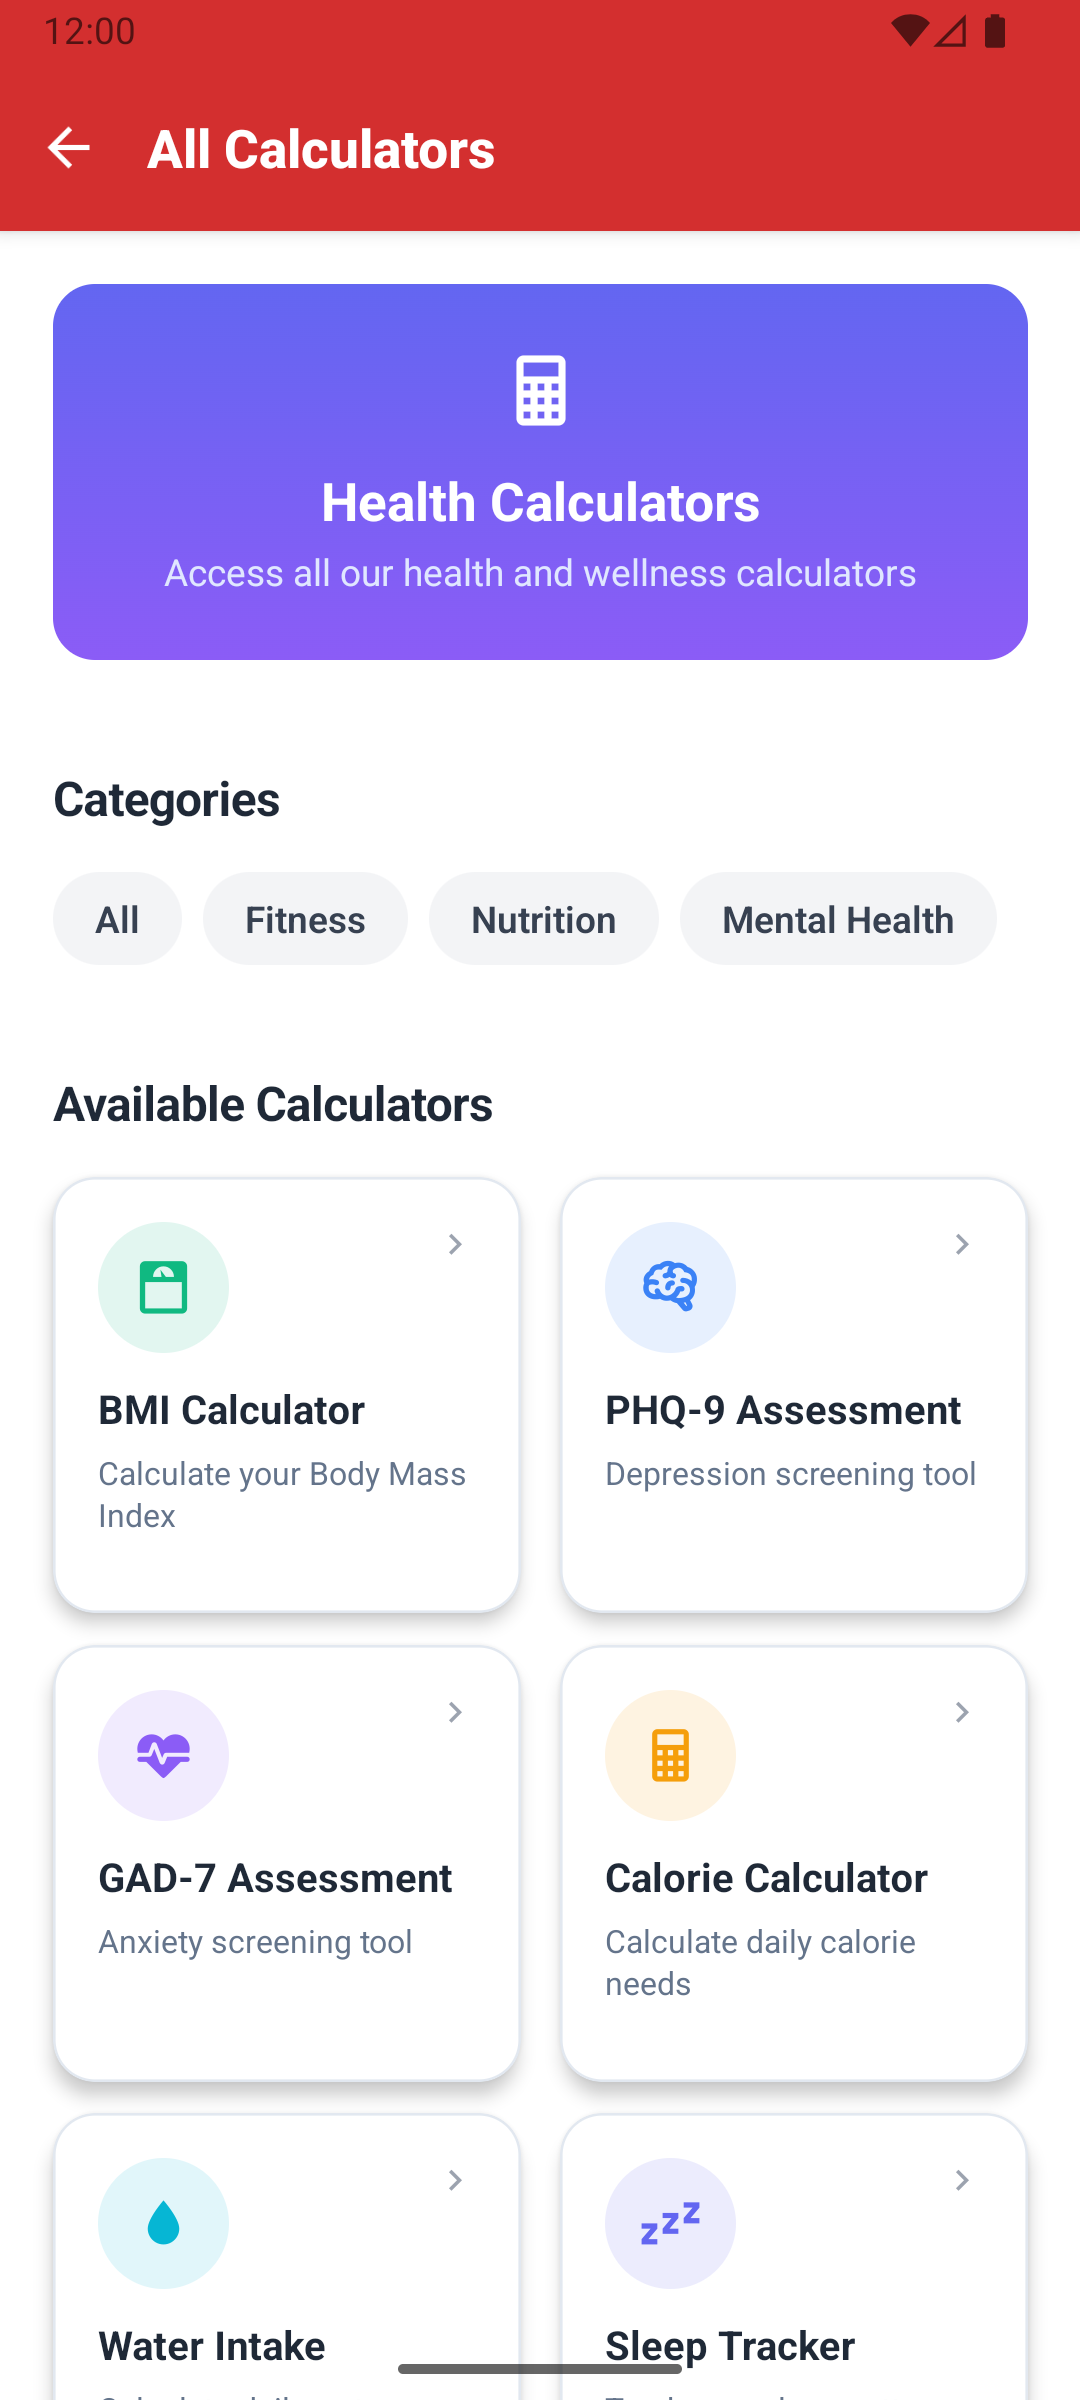 12:00
All Calculators
Health Calculators
Access all our health and wellness calculators
Categories
All
Fitness
Nutrition
Mental Health
Available Calculators
BMI Calculator
Calculate your Body Mass
Index
PHQ-9 Assessment
Depression screening tool
GAD-7 Assessment
Anxiety screening tool
Calorie Calculator
Calculate daily calorie
needs
Water Intake
Sleep Tracker